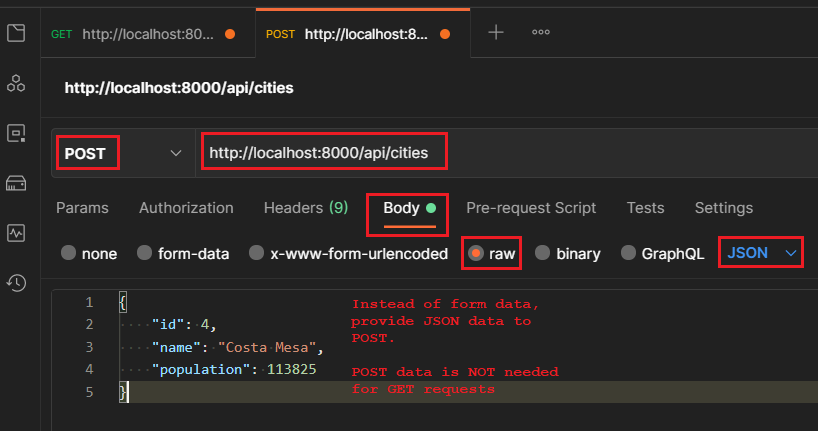 GET http://localhost:80... POST http://localhost:8...
http://localhost:8000/api/cities
POST http://localhost:8000/api/cities
Params Authorization Headers (9) Body Pre-request Script Tests Settings
none form-data x-www-form-urlencoded raw binary GraphQL JSON
1 {
2 "id": 4,
3 "name": "Costa Mesa",
4 "population": 113825
5 }
Instead of form data,
provide JSON data to
POST.
POST data is NOT needed
for GET requests